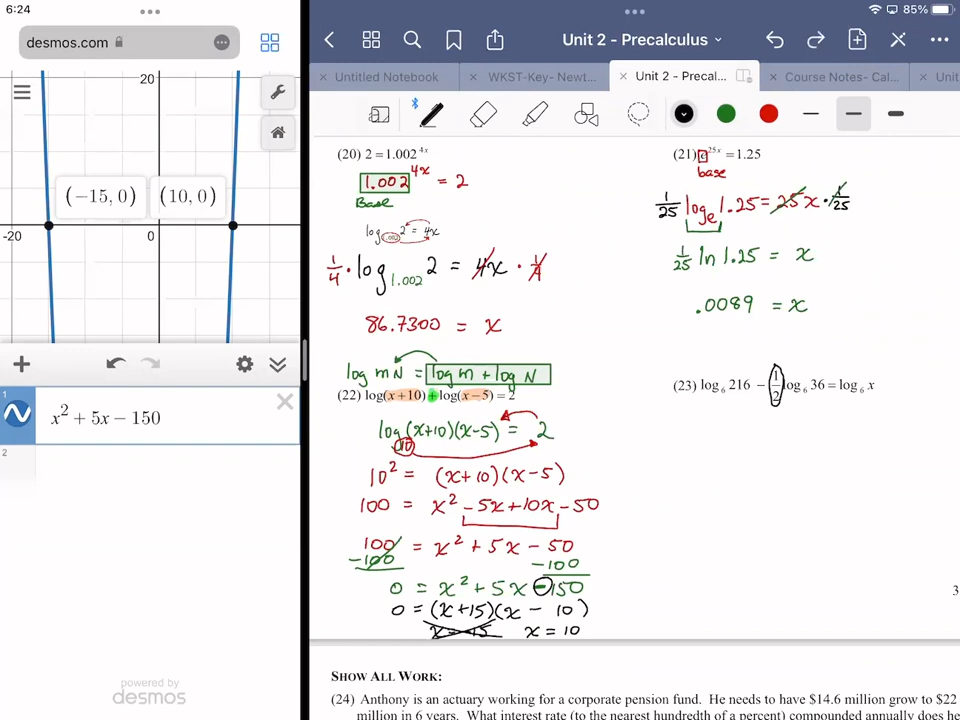 6:24
85%
desmos.com
20
(−15, 0)
(10, 0)
-20
0
1
x² + 5x − 150
2
powered by
desmos
Unit 2 - Precalculus
Untitled Notebook
WKST-Key- Newt...
Unit 2 - Precal...
Course Notes- Cal...
Unit
(20) 2 = 1.002^4x
1.002^4x = 2
Base
log_1.002 2 = 4x
1/4 · log_1.002 2 = 4x · 1/4
86.7300 = x
log MN = log M + log N
(22) log(x + 10) + log(x − 5) = 2
log_10 (x+10)(x−5) = 2
10² = (x+10)(x−5)
100 = x² − 5x + 10x − 50
100 = x² + 5x − 50
−100 −100
0 = x² + 5x − 150
0 = (x+15)(x − 10)
x = −15 x = 10
(21) e^25x = 1.25
base
1/25 log_e 1.25 = 25x · 1/25
1/25 ln 1.25 = x
.0089 = x
(23) log_6 216 − 1/2 log_6 36 = log_6 x
3
SHOW ALL WORK:
(24) Anthony is an actuary working for a corporate pension fund. He needs to have $14.6 million grow to $22
million in 6 years. What interest rate (to the nearest hundredth of a percent) compounded annually does he